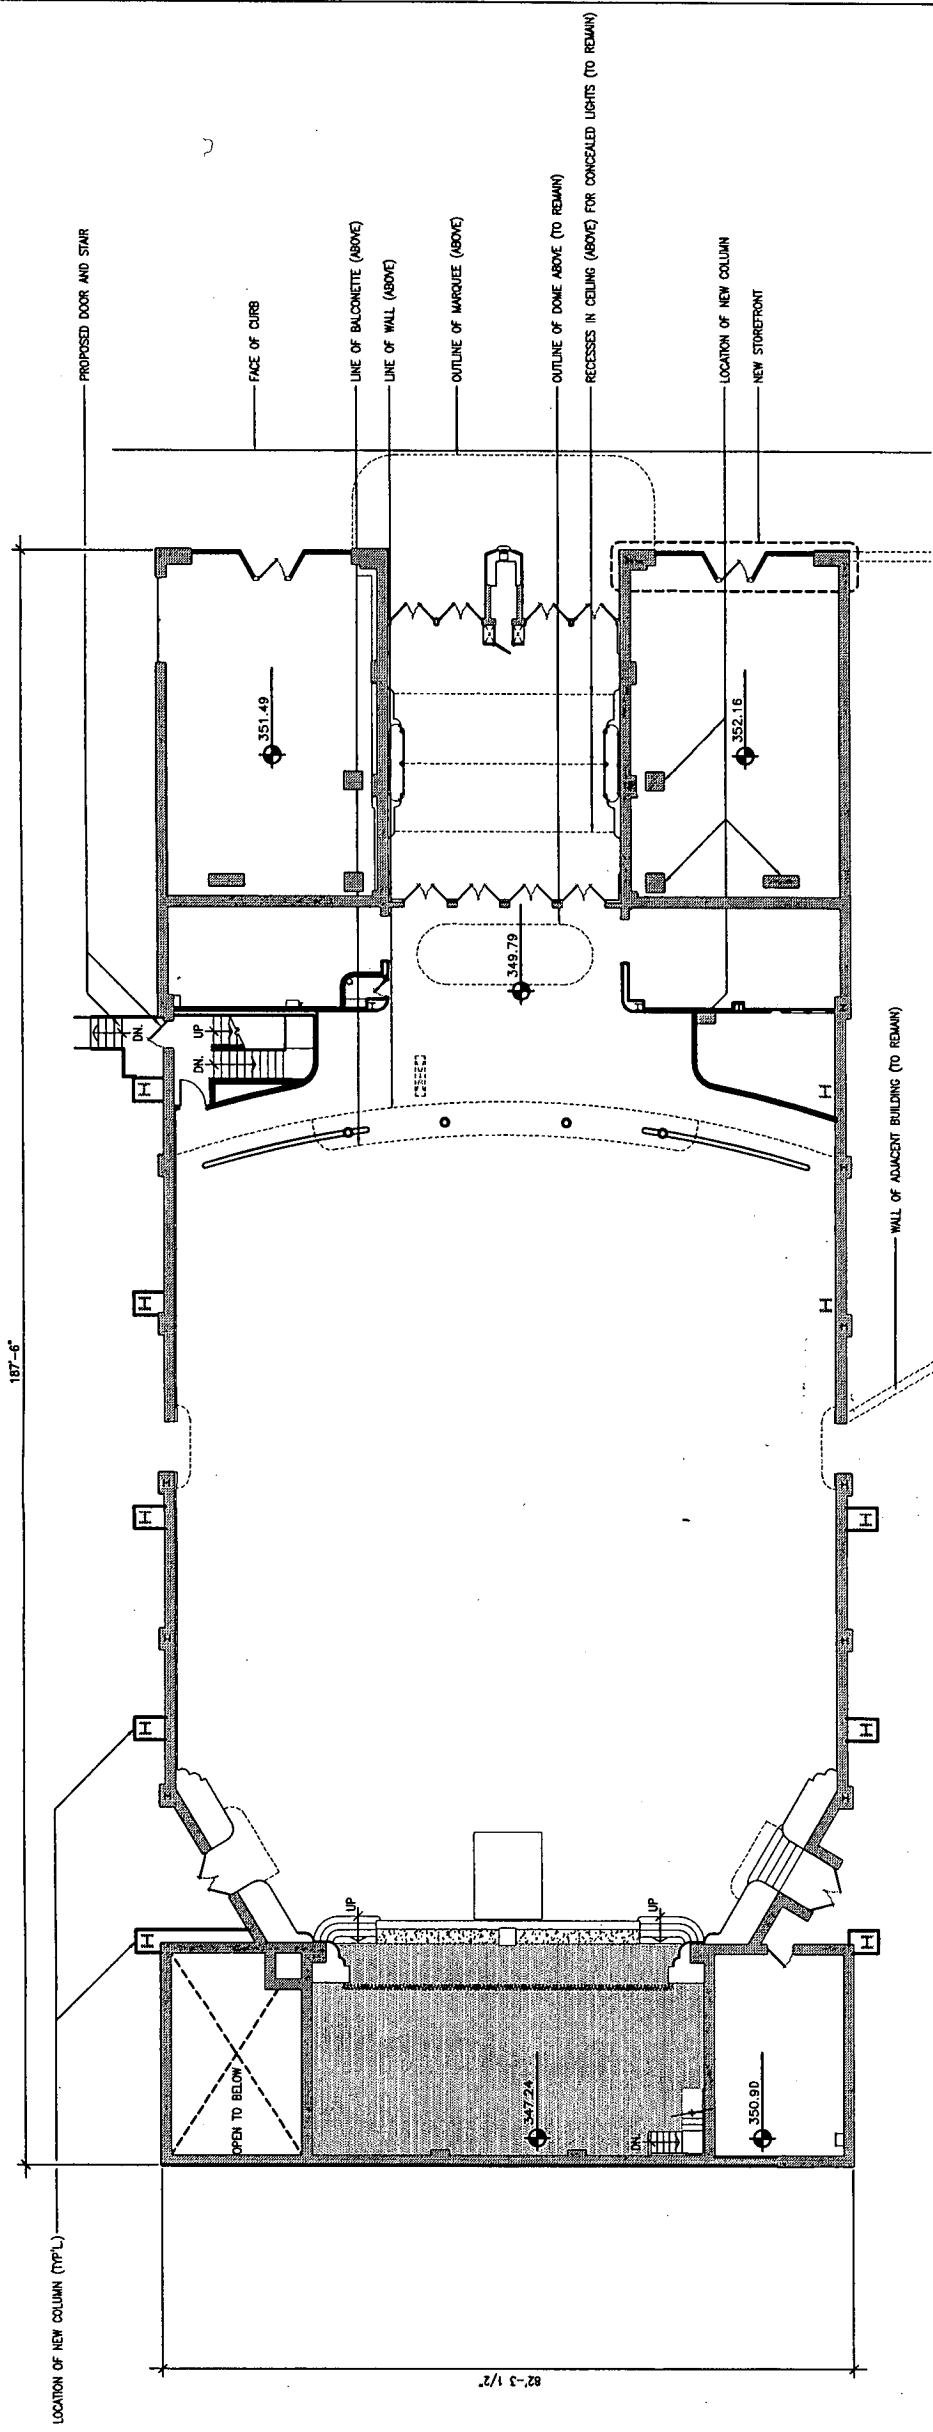 PROPOSED DOOR AND STAIR
FACE OF CURB
LINE OF BALCONETTE (ABOVE)
LINE OF WALL (ABOVE)
OUTLINE OF MARQUEE (ABOVE)
OUTLINE OF DOME ABOVE (TO REMAIN)
RECESSES IN CEILING (ABOVE) FOR CONCEALED LIGHTS (TO REMAIN)
LOCATION OF NEW COLUMN
NEW STOREFRONT
351.49
352.16
349.79
DN.
UP
DN.
WALL OF ADJACENT BUILDING (TO REMAIN)
187'-6"
UP
UP
OPEN TO BELOW
347.24
DN.
350.90
LOCATION OF NEW COLUMN (TYP'L)
82'-3 1/2"